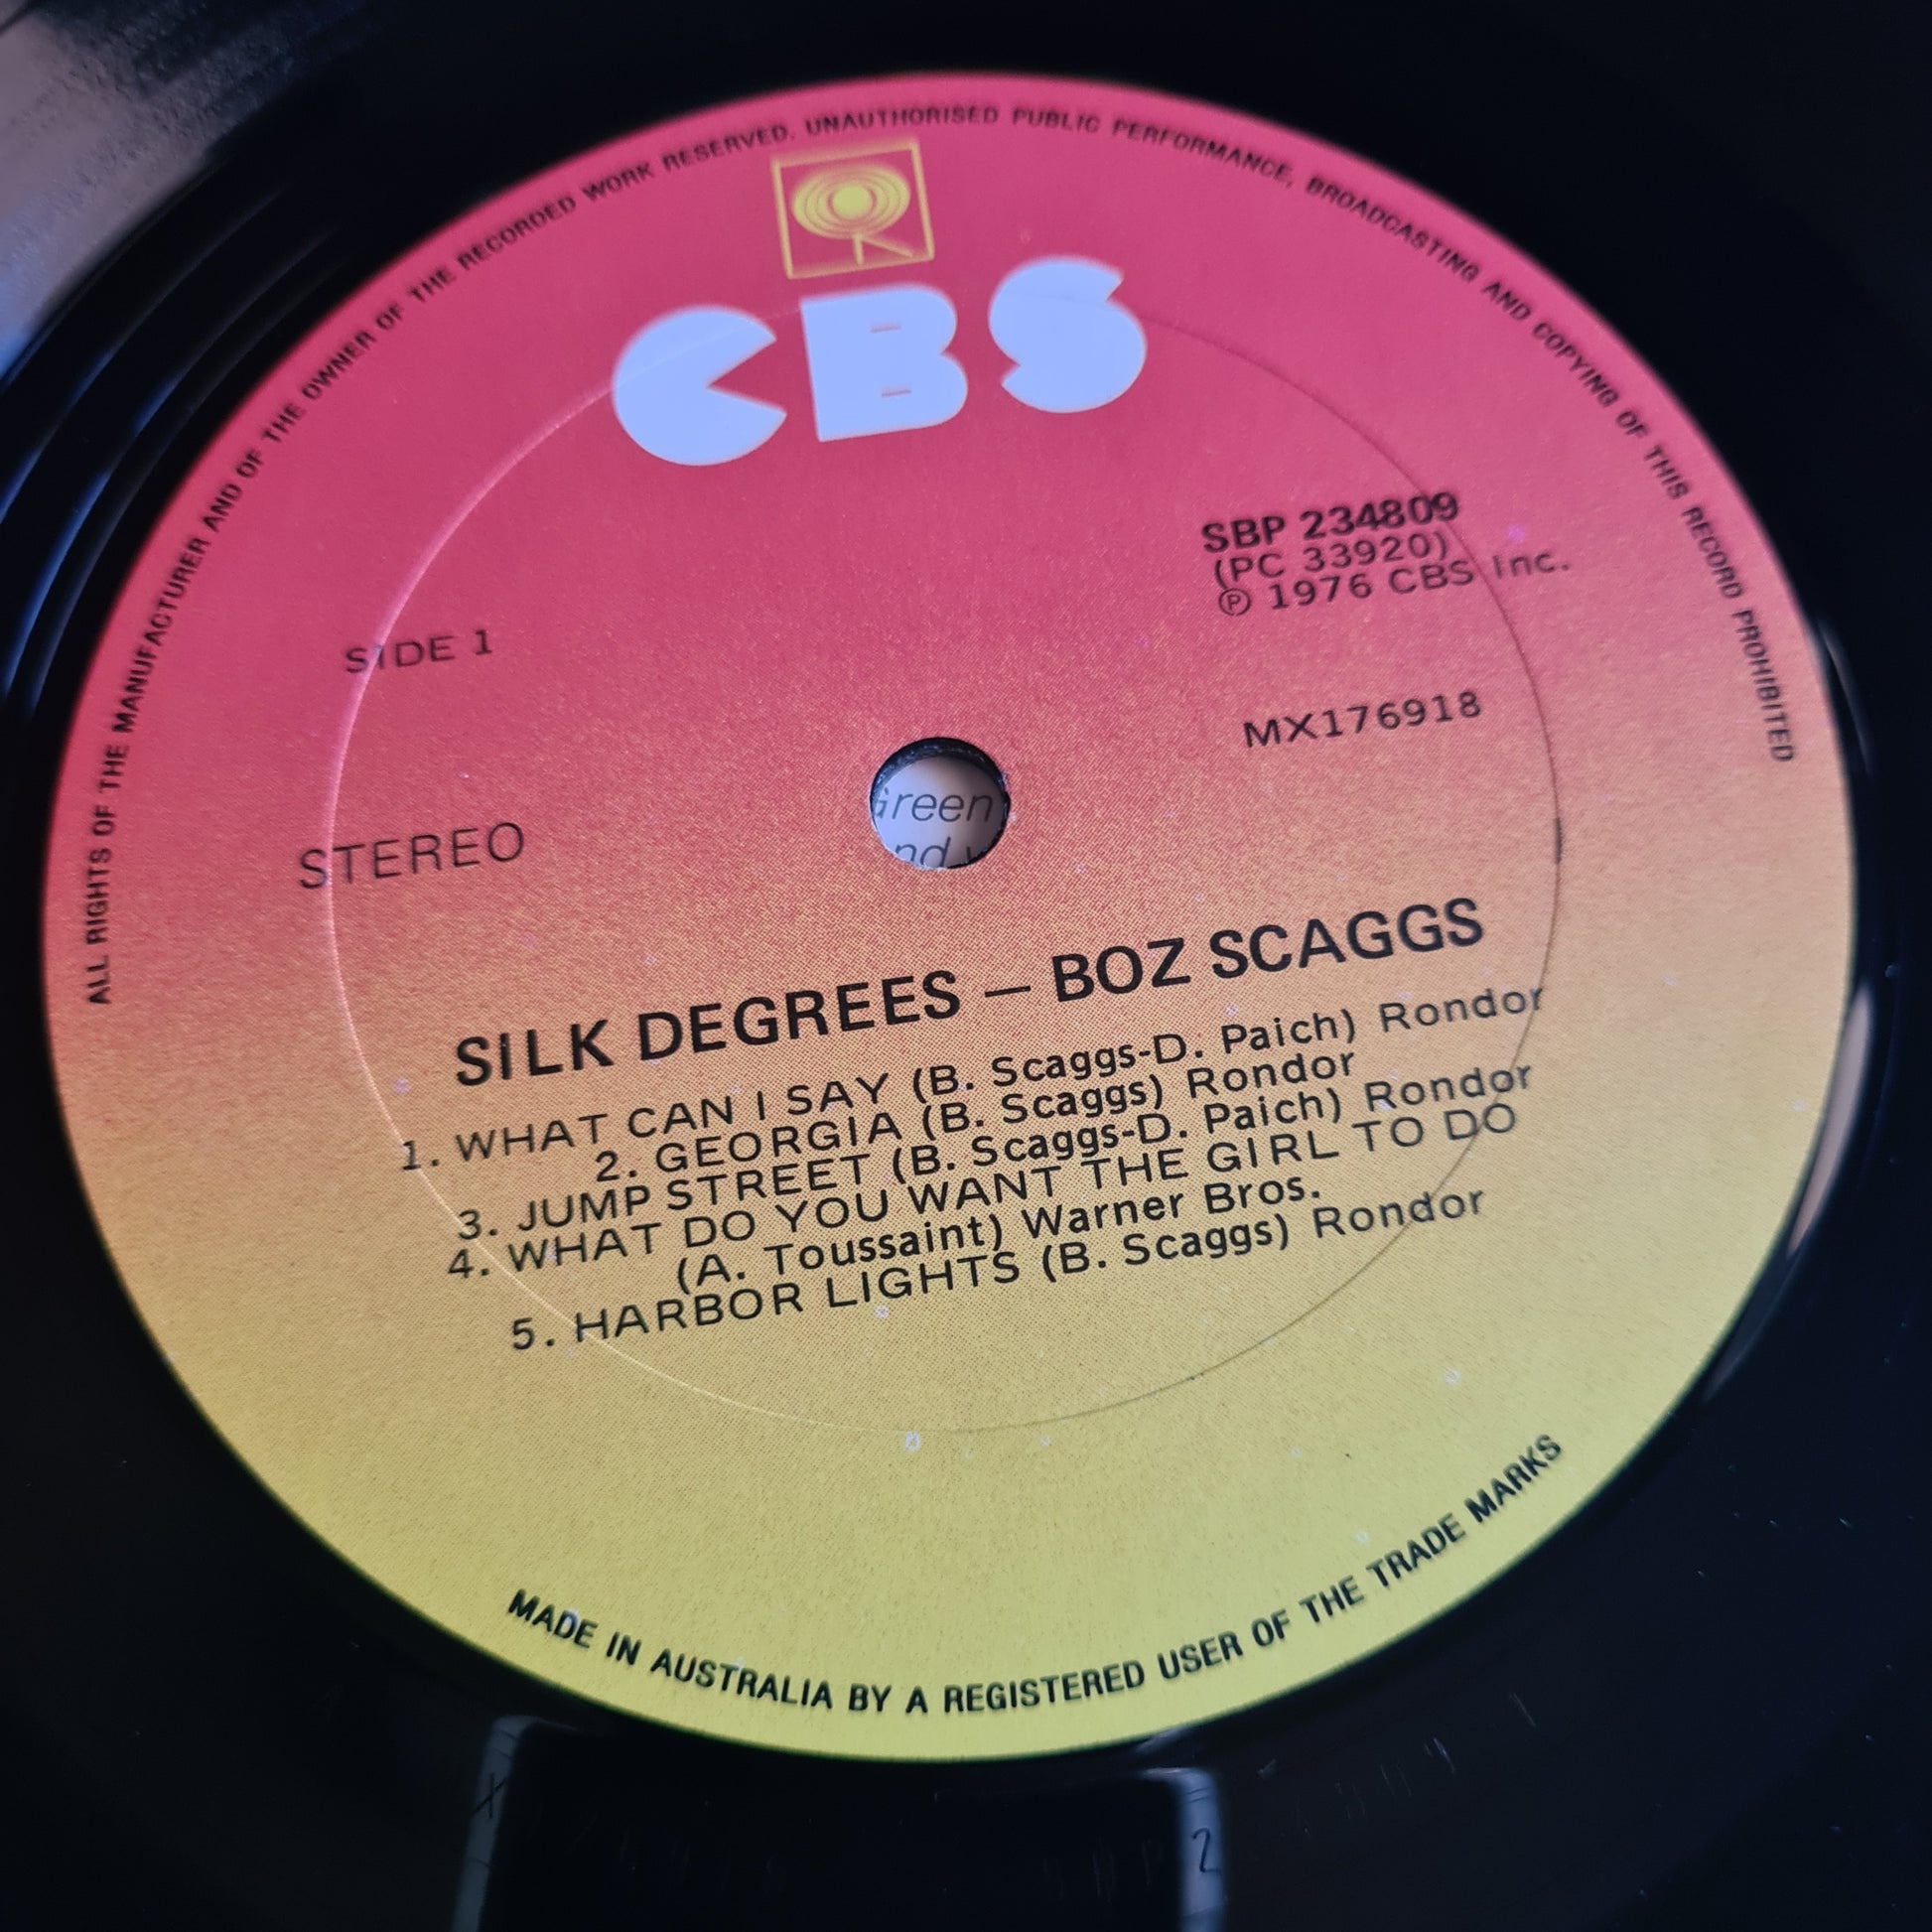 ALL RIGHTS OF THE MANUFACTURER AND OF THE OWNER OF THE RECORDED WORK RESERVED. UNAUTHORISED PUBLIC PERFORMANCE, BROADCASTING AND COPYING OF THIS RECORD PROHIBITED
CBS
SBP 234809
(PC 33920)
Ⓟ 1976 CBS Inc.
SIDE 1
MX176918
STEREO
SILK DEGREES — BOZ SCAGGS
1. WHAT CAN I SAY (B. Scaggs-D. Paich) Rondor
2. GEORGIA (B. Scaggs) Rondor
3. JUMP STREET (B. Scaggs-D. Paich) Rondor
4. WHAT DO YOU WANT THE GIRL TO DO
(A. Toussaint) Warner Bros.
5. HARBOR LIGHTS (B. Scaggs) Rondor
MADE IN AUSTRALIA BY A REGISTERED USER OF THE TRADE MARKS